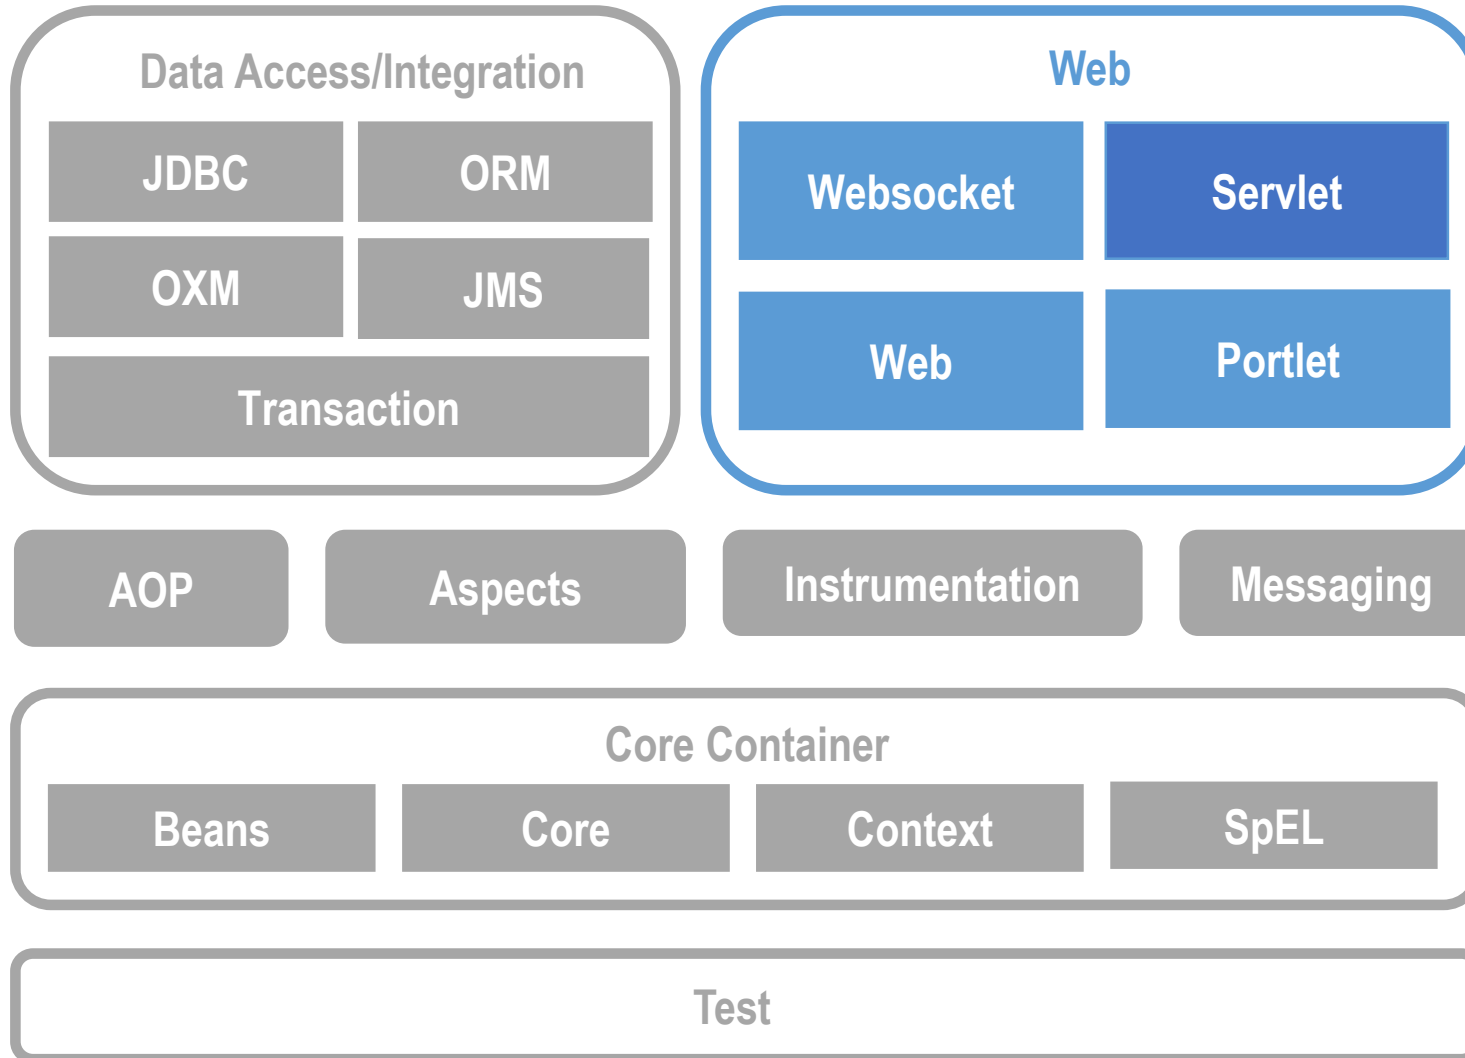 Data Access/Integration
JDBC
ORM
OXM
JMS
Transaction
Web
Websocket
Servlet
Web
Portlet
AOP
Aspects
Instrumentation
Messaging
Core Container
Beans
Core
Context
SpEL
Test